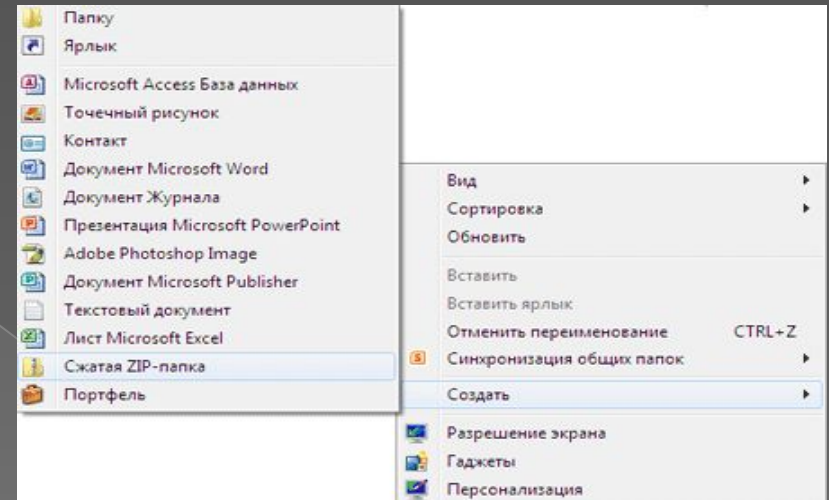 Папку
Ярлык
Microsoft Access База данных
Точечный рисунок
Контакт
Документ Microsoft Word
Документ Журнала
Презентация Microsoft PowerPoint
Adobe Photoshop Image
Документ Microsoft Publisher
Текстовый документ
Лист Microsoft Excel
Сжатая ZIP-папка
Портфель
Вид
Сортировка
Обновить
Вставить
Вставить ярлык
Отменить переименование CTRL+Z
Синхронизация общих папок
Создать
Разрешение экрана
Гаджеты
Персонализация